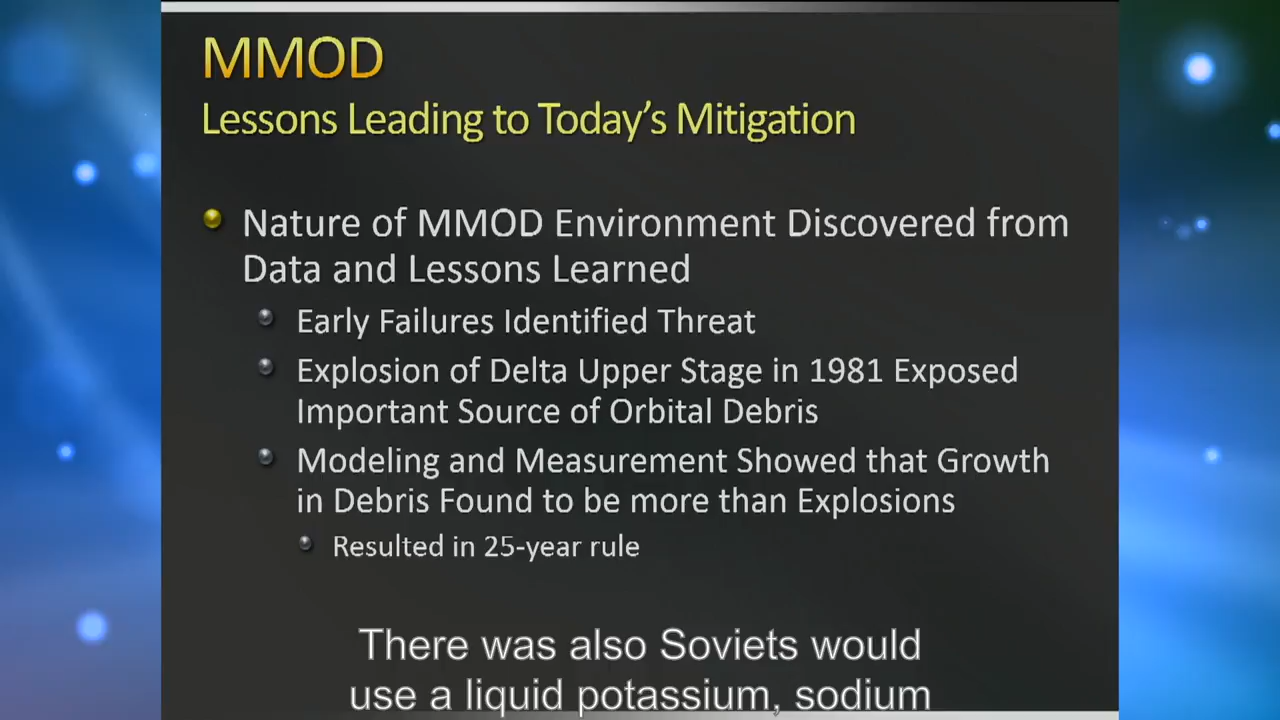 MMOD
Lessons Leading to Today's Mitigation
Nature of MMOD Environment Discovered from
Data and Lessons Learned
Early Failures Identified Threat
Explosion of Delta Upper Stage in 1981 Exposed
Important Source of Orbital Debris
Modeling and Measurement Showed that Growth
in Debris Found to be more than Explosions
Resulted in 25-year rule
There was also Soviets would
use a liquid potassium, sodium